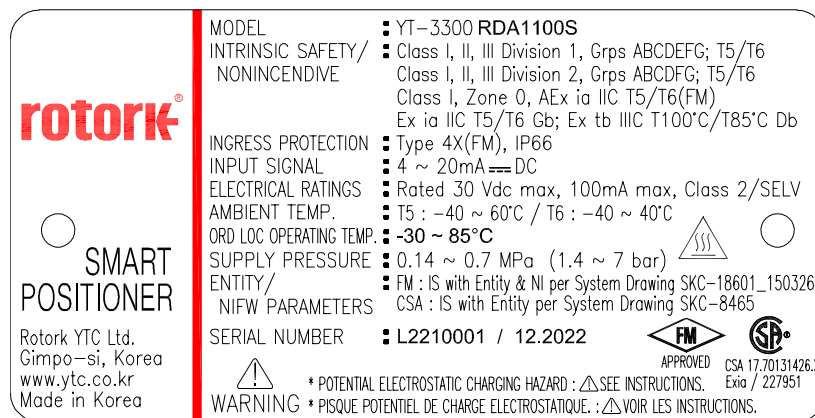 rotork®
SMART
POSITIONER
Rotork YTC Ltd.
Gimpo-si, Korea
www.ytc.co.kr
Made in Korea
MODEL : YT-3300 RDA1100S
INTRINSIC SAFETY/ : Class I, II, III Division 1, Grps ABCDEFG; T5/T6
NONINCENDIVE Class I, II, III Division 2, Grps ABCDFG; T5/T6
Class I, Zone 0, AEx ia IIC T5/T6(FM)
Ex ia IIC T5/T6 Gb; Ex tb IIIC T100°C/T85°C Db
INGRESS PROTECTION : Type 4X(FM), IP66
INPUT SIGNAL : 4 ~ 20mA ⎓ DC
ELECTRICAL RATINGS : Rated 30 Vdc max, 100mA max, Class 2/SELV
AMBIENT TEMP. : T5 : -40 ~ 60°C / T6 : -40 ~ 40°C
ORD LOC OPERATING TEMP. : -30 ~ 85°C
SUPPLY PRESSURE : 0.14 ~ 0.7 MPa (1.4 ~ 7 bar)
ENTITY/ : FM : IS with Entity & NI per System Drawing SKC-18601_150326
NIFW PARAMETERS CSA : IS with Entity per System Drawing SKC-8465
SERIAL NUMBER : L2210001 / 12.2022
FM
APPROVED
SA
CSA 17.70131426.
Exia / 227951
WARNING
* POTENTIAL ELECTROSTATIC CHARGING HAZARD : ⚠ SEE INSTRUCTIONS.
* PISQUE POTENTIEL DE CHARGE ELECTROSTATIQUE. : ⚠ VOIR LES INSTRUCTIONS.